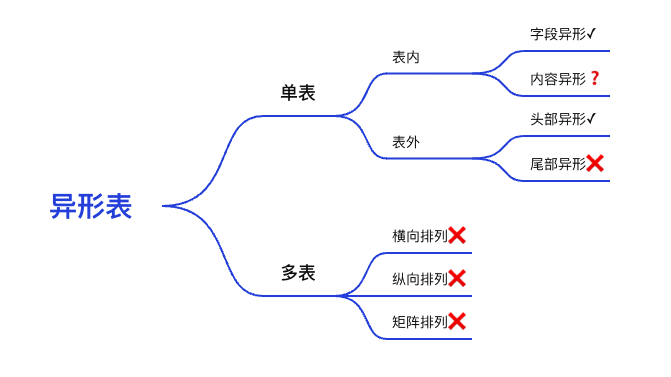 异形表
单表
表内
字段异形✓
内容异形❓
表外
头部异形✓
尾部异形❌
多表
横向排列❌
纵向排列❌
矩阵排列❌